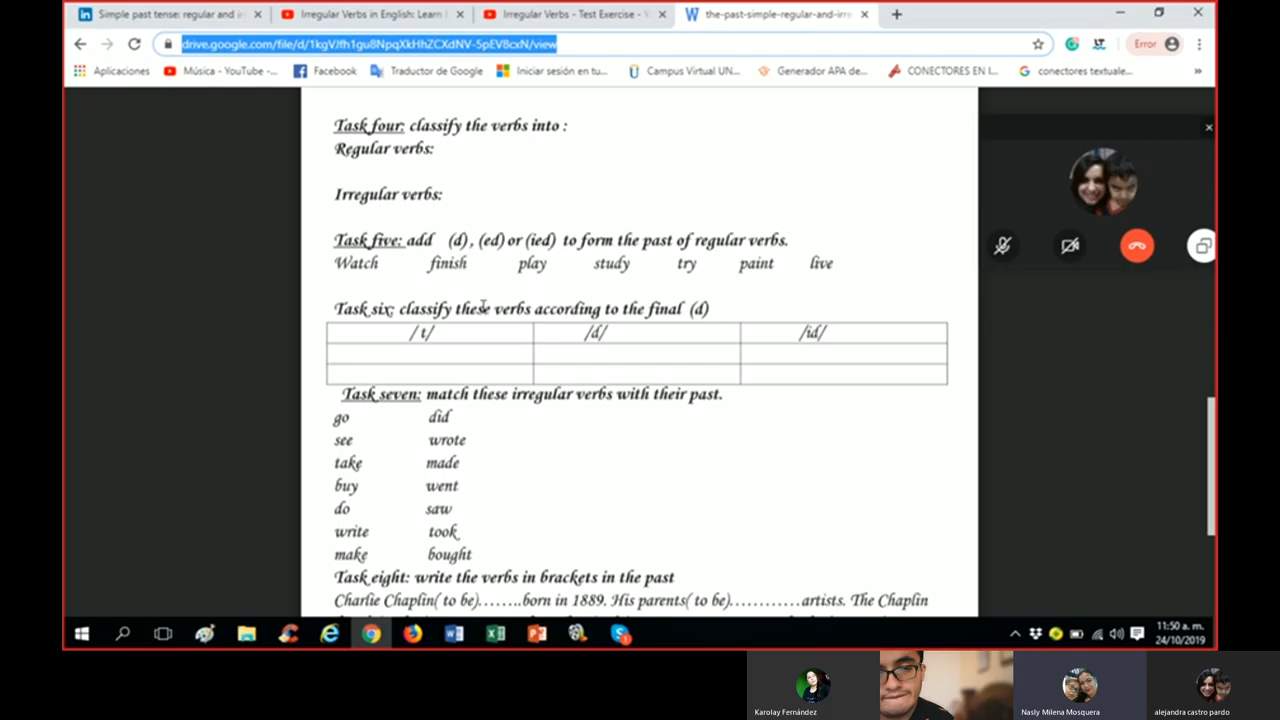 Simple past tense: regular and in
Irregular Verbs in English: Learn I
Irregular Verbs - Test Exercise -
the-past-simple-regular-and-irre
drive.google.com/file/d/1kgVJfh1gu8NpqXkHhZCXdNV-5pEV8cxN/view
Error
Aplicaciones
Música - YouTube -...
Facebook
Traductor de Google
Iniciar sesión en tu...
Campus Virtual UN...
Generador APA de...
CONECTORES EN I...
conectores textuale...
»
Task four: classify the verbs into :
Regular verbs:
Irregular verbs:
Task five: add (d) , (ed) or (ied) to form the past of regular verbs.
Watch finish play study try paint live
Task six: classify these verbs according to the final (d)
/ t/ /d/ /id/
Task seven: match these irregular verbs with their past.
go did
see wrote
take made
buy went
do saw
write took
make bought
Task eight: write the verbs in brackets in the past
Charlie Chaplin( to be)........born in 1889. His parents( to be)............artists. The Chaplin
11:50 a. m.
24/10/2019
Karolay Fernández
Nasly Milena Mosquera
alejandra castro pardo